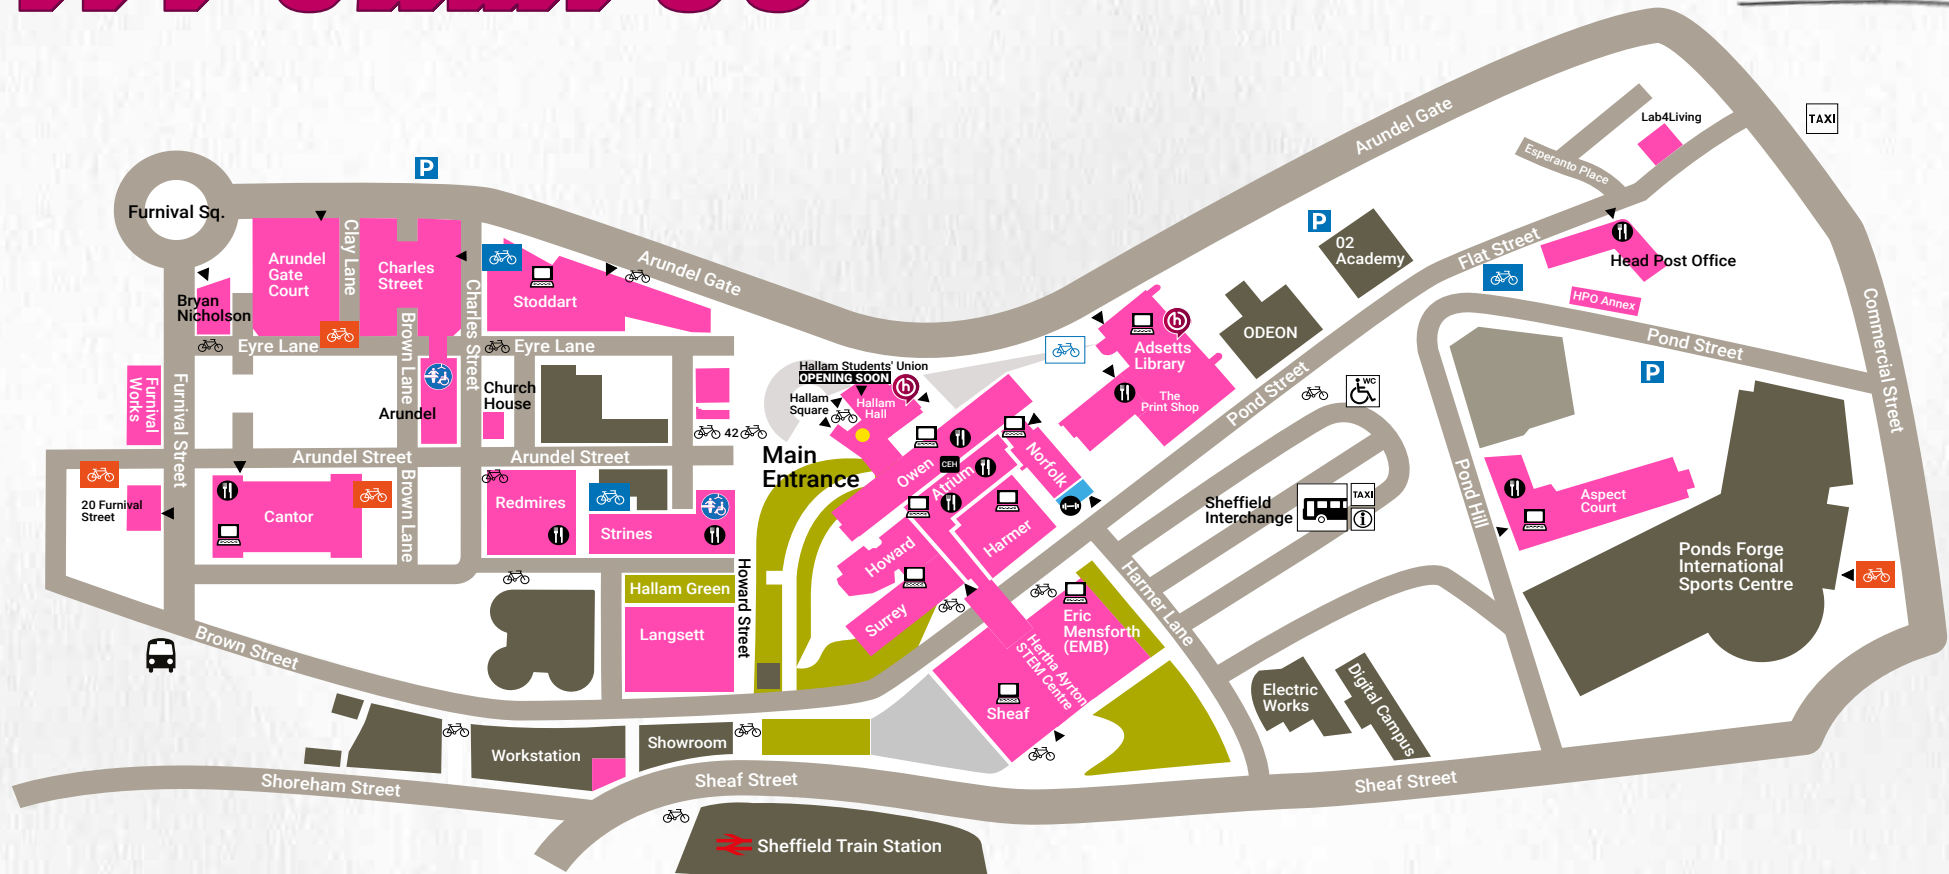 Arundel Gate
Lab4Living
TAXI
Esperanto Place
P
Furnival Sq.
Clay Lane
Arundel
Gate
Court
Charles
Street
Charles Street
Stoddart
Arundel Gate
P
02
Academy
Flat Street
Head Post Office
HPO Annex
Pond Street
Commercial Street
P
Bryan
Nicholson
Eyre Lane
Brown Lane
Eyre Lane
ODEON
Adsetts
Library
h
The
Print Shop
Pond Street
WC
Furnival
Works
Furnival Street
Arundel
Church
House
Hallam Students' Union
OPENING SOON
h
Hallam
Square
Hallam
Hall
42
Main
Entrance
Arundel Street
Arundel Street
Owen
CEH
Atrium
Norfolk
Harmer
Howard
Surrey
Sheffield
Interchange
TAXI
i
Pond Hill
Aspect
Court
Ponds Forge
International
Sports Centre
20 Furnival
Street
Cantor
Brown Lane
Redmires
Strines
Hallam Green
Langsett
Howard Street
Eric
Mensforth
(EMB)
Hertha Ayrton
STEM Centre
Sheaf
Harmer Lane
Electric
Works
Digital Campus
Brown Street
Workstation
Showroom
Shoreham Street
Sheaf Street
Sheaf Street
Sheffield Train Station